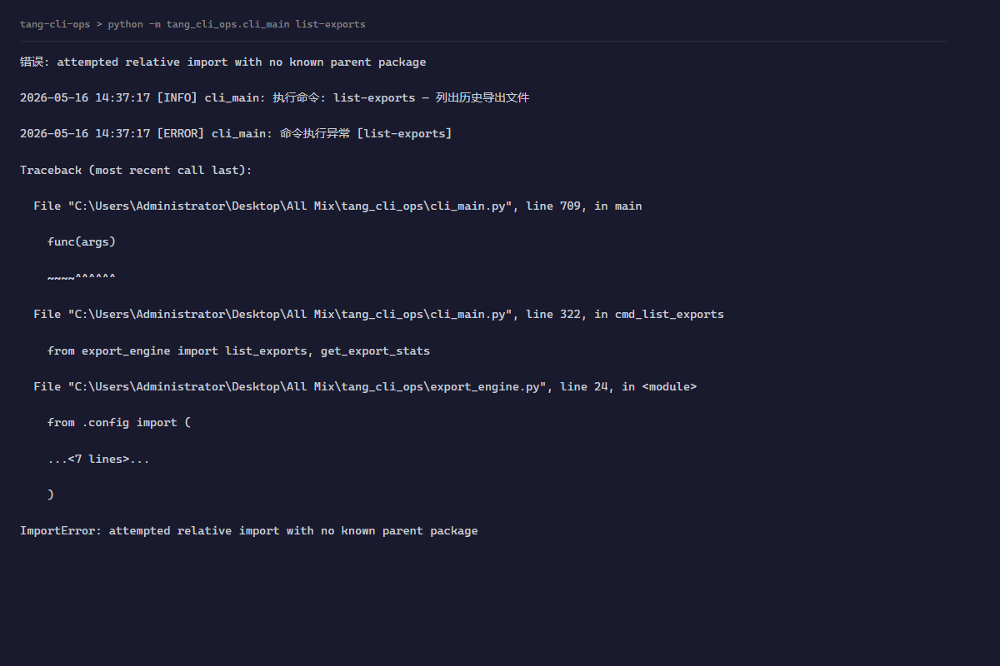 tang-cli-ops > python -m tang_cli_ops.cli_main list-exports
错误: attempted relative import with no known parent package
2026-05-16 14:37:17 [INFO] cli_main: 执行命令: list-exports — 列出历史导出文件
2026-05-16 14:37:17 [ERROR] cli_main: 命令执行异常 [list-exports]
Traceback (most recent call last):
  File "C:\Users\Administrator\Desktop\All Mix\tang_cli_ops\cli_main.py", line 709, in main
    func(args)
    ~~~~^^^^^^
  File "C:\Users\Administrator\Desktop\All Mix\tang_cli_ops\cli_main.py", line 322, in cmd_list_exports
    from export_engine import list_exports, get_export_stats
  File "C:\Users\Administrator\Desktop\All Mix\tang_cli_ops\export_engine.py", line 24, in <module>
    from .config import (
    ...<7 lines>...
    )
ImportError: attempted relative import with no known parent package